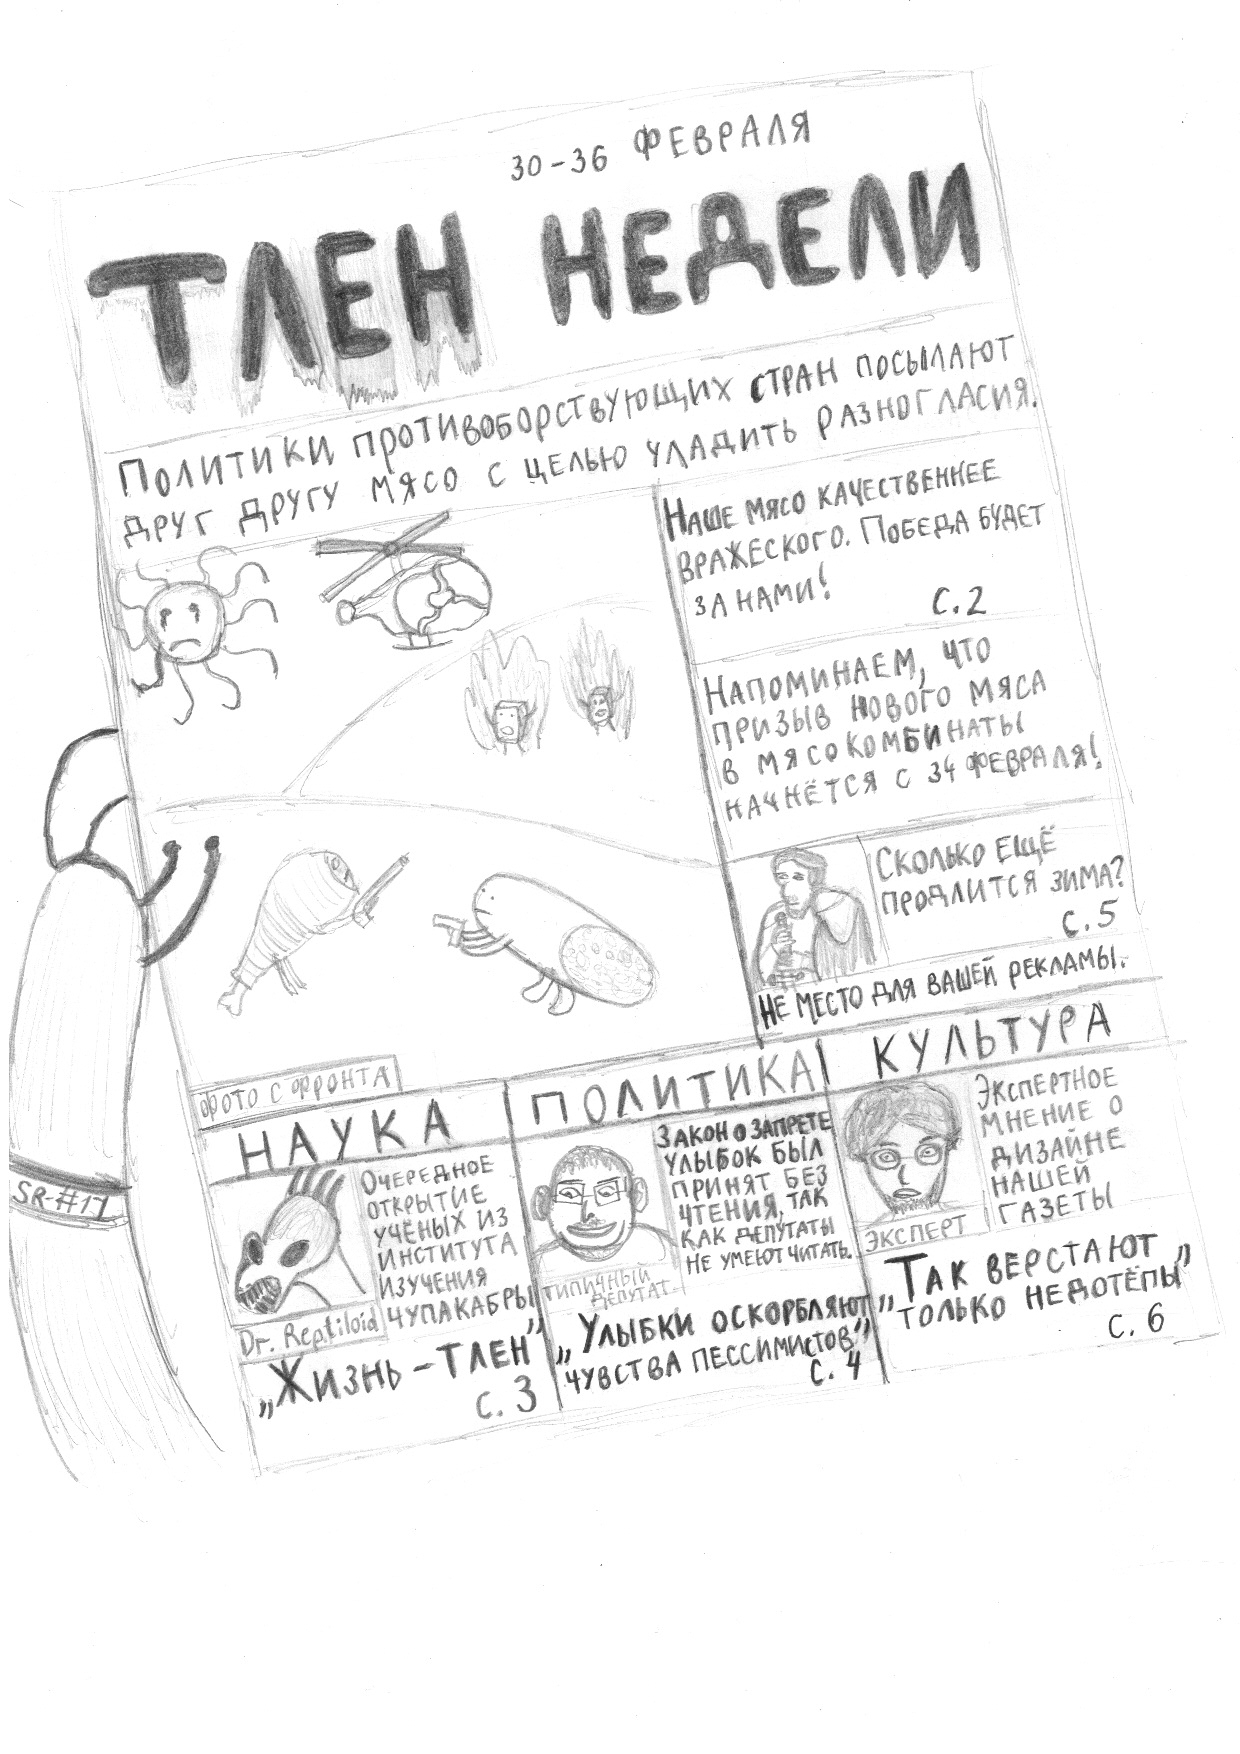 30-36 ФЕВРАЛЯ
ТЛЕН НЕДЕЛИ
ПОЛИТИКИ ПРОТИВОБОРСТВУЮЩИХ СТРАН ПОСЫЛАЮТ
ДРУГ ДРУГУ МЯСО С ЦЕЛЬЮ УЛАДИТЬ РАЗНОГЛАСИЯ.
НАШЕ МЯСО КАЧЕСТВЕННЕЕ
ВРАЖЕСКОГО. ПОБЕДА БУДЕТ
ЗА НАМИ!
С.2
НАПОМИНАЕМ, ЧТО
ПРИЗЫВ НОВОГО МЯСА
В МЯСОКОМБИНАТЫ
НАЧНЁТСЯ С 34 ФЕВРАЛЯ!
СКОЛЬКО ЕЩЁ
ПРОДЛИТСЯ ЗИМА?
С.5
НЕ МЕСТО ДЛЯ ВАШЕЙ РЕКЛАМЫ.
ФОТО С ФРОНТА
SR-#17
НАУКА
ОЧЕРЕДНОЕ
ОТКРЫТИЕ
УЧЁНЫХ ИЗ
ИНСТИТУТА
ИЗУЧЕНИЯ
ЧУПАКАБРЫ
Dr. Reptiloid
„ЖИЗНЬ – ТЛЕН”
С.3
ПОЛИТИКА
ЗАКОН О ЗАПРЕТЕ
УЛЫБОК БЫЛ
ПРИНЯТ БЕЗ
ЧТЕНИЯ, ТАК
КАК ДЕПУТАТЫ
НЕ УМЕЮТ ЧИТАТЬ.
ТИПИЧНЫЙ
ДЕПУТАТ
„УЛЫБКИ ОСКОРБЛЯЮТ
ЧУВСТВА ПЕССИМИСТОВ”
С.4
КУЛЬТУРА
ЭКСПЕРТНОЕ
МНЕНИЕ О
ДИЗАЙНЕ
НАШЕЙ
ГАЗЕТЫ
ЭКСПЕРТ
„ТАК ВЕРСТАЮТ
ТОЛЬКО НЕДОТЁПЫ”
С.6